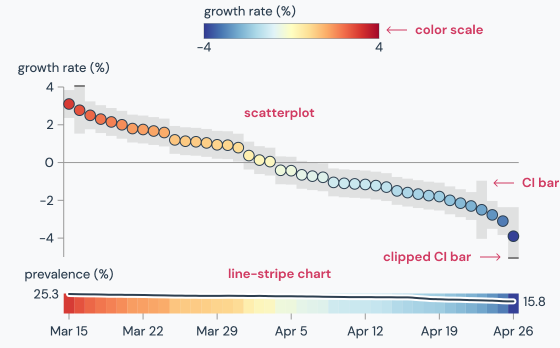 growth rate (%)
color scale
−4 4
growth rate (%)
4
scatterplot
2
0
CI bar
−2
−4
clipped CI bar
prevalence (%)
line-stripe chart
25.3
15.8
Mar 15 Mar 22 Mar 29 Apr 5 Apr 12 Apr 19 Apr 26